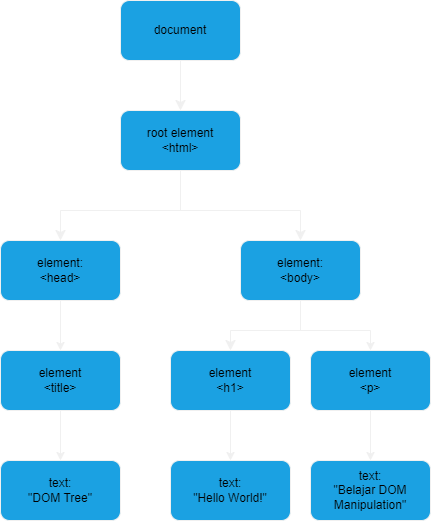 document
root element
<html>
element:
<head>
element:
<body>
element
<title>
element
<h1>
element
<p>
text:
"DOM Tree"
text:
"Hello World!"
text:
"Belajar DOM
Manipulation"